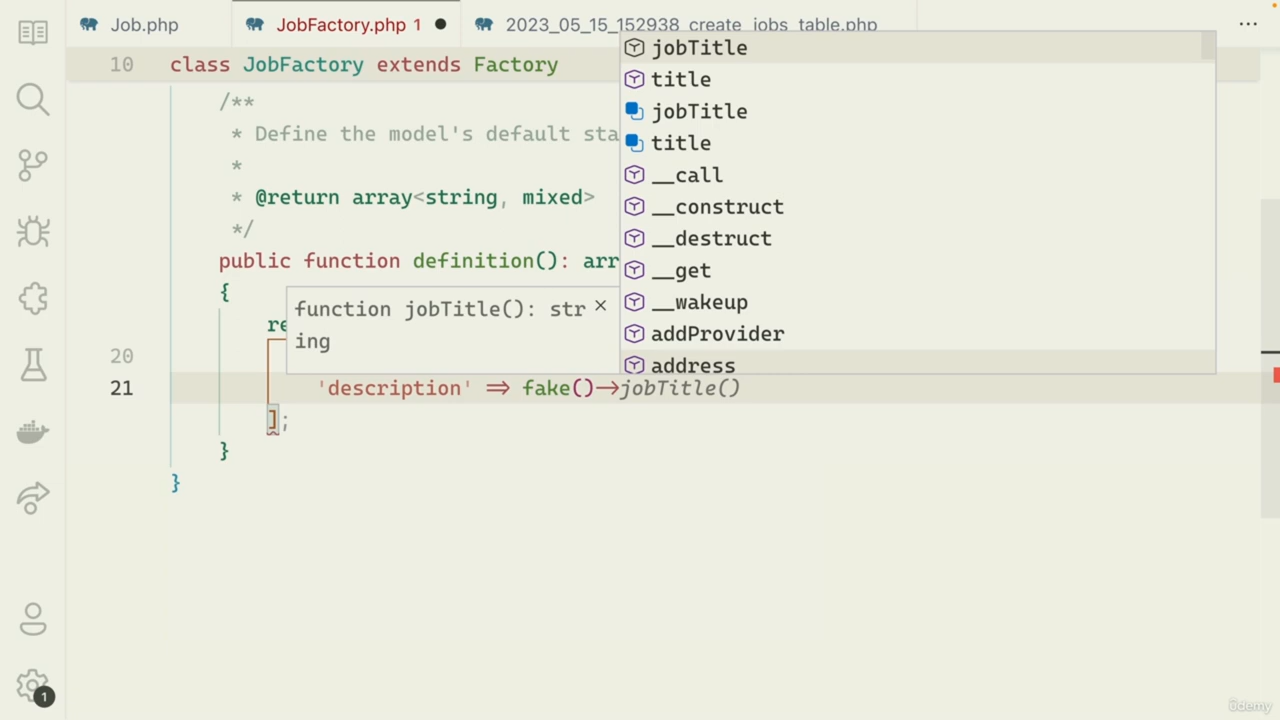 Job.php
JobFactory.php 1
2023_05_15_152938_create_jobs_table.php
10 class JobFactory extends Factory
/**
* Define the model's default sta
*
* @return array<string, mixed>
*/
public function definition(): arr
{
re
20
21 'description' => fake()->jobTitle()
];
}
}
function jobTitle(): str
ing
jobTitle
title
jobTitle
title
__call
__construct
__destruct
__get
__wakeup
addProvider
address
1
ûdemy